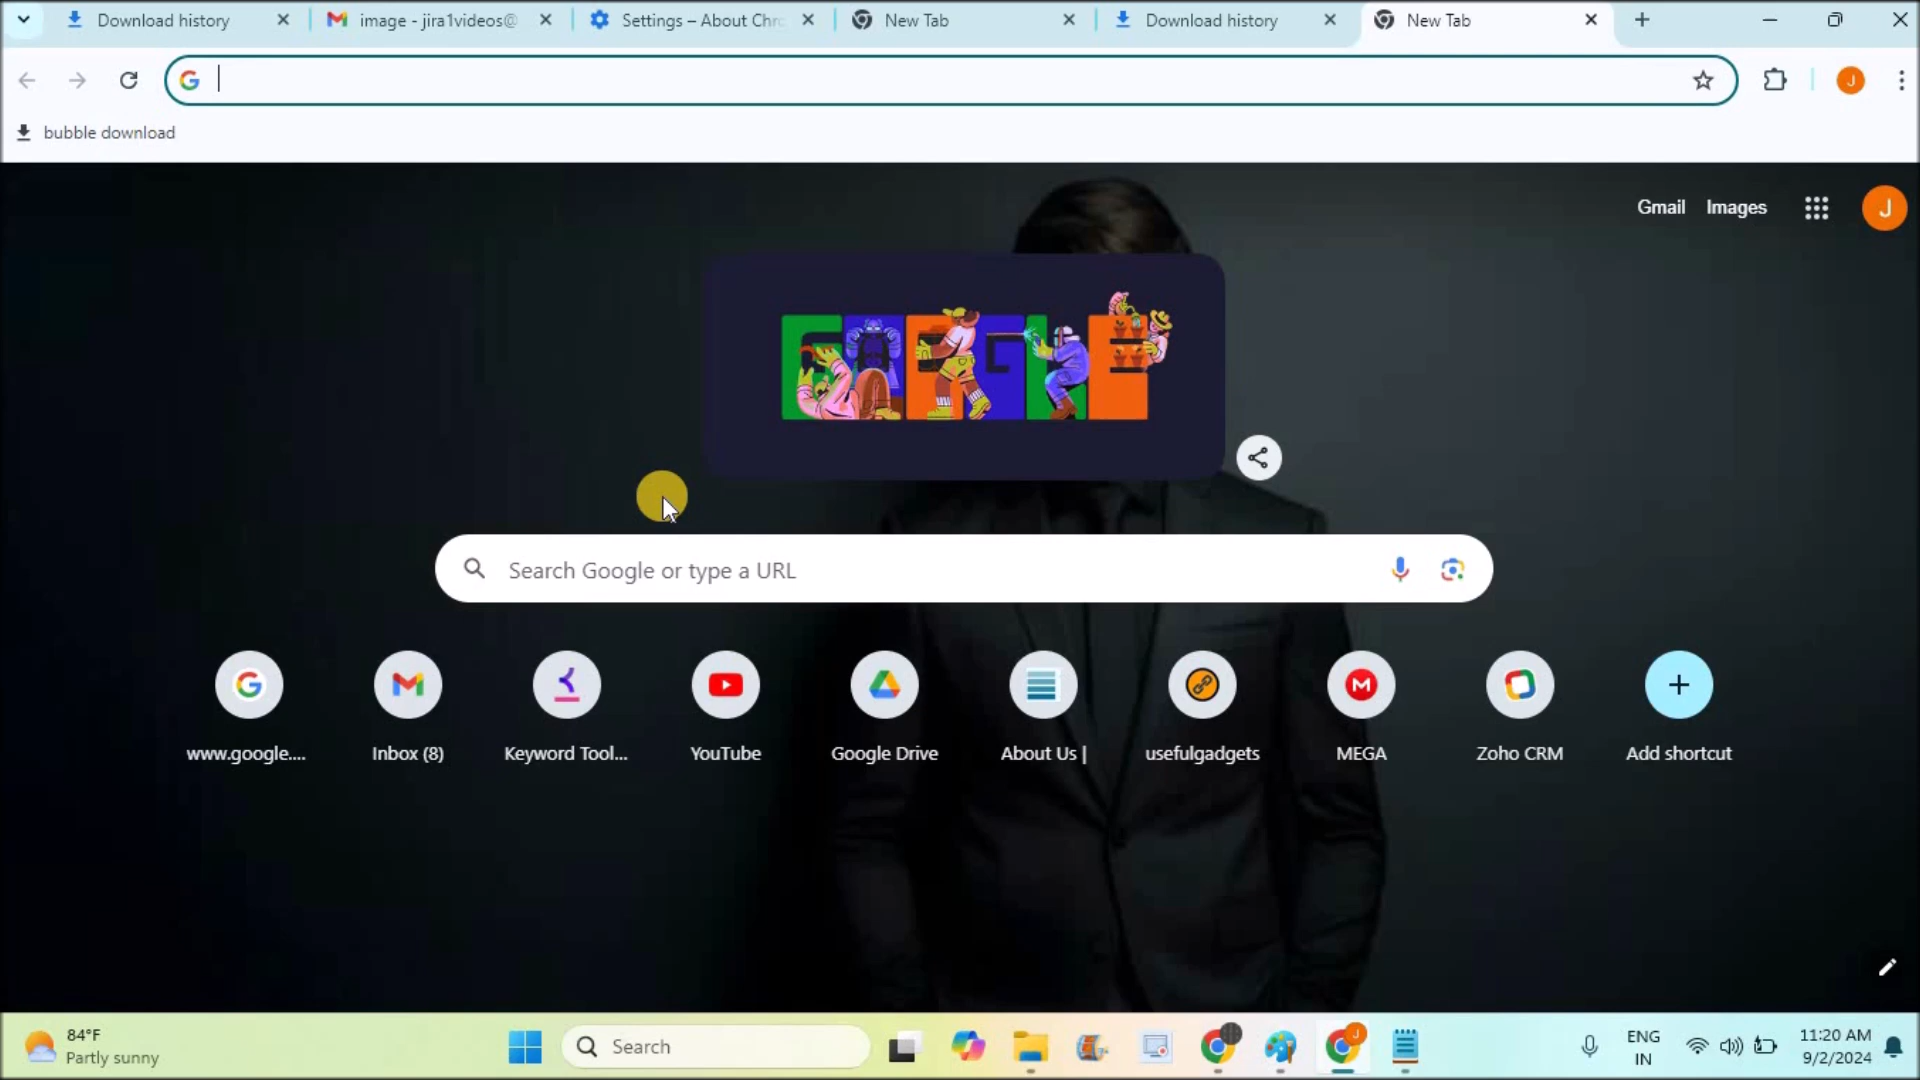 Download history
image - jira1videos@
Settings – About Chr
New Tab
Download history
New Tab
bubble download
Gmail Images
J
GOOGLE
Search Google or type a URL
www.google....
Inbox (8)
Keyword Tool...
YouTube
Google Drive
About Us |
usefulgadgets
MEGA
Zoho CRM
Add shortcut
84°F
Partly sunny
Search
ENG
IN
11:20 AM
9/2/2024